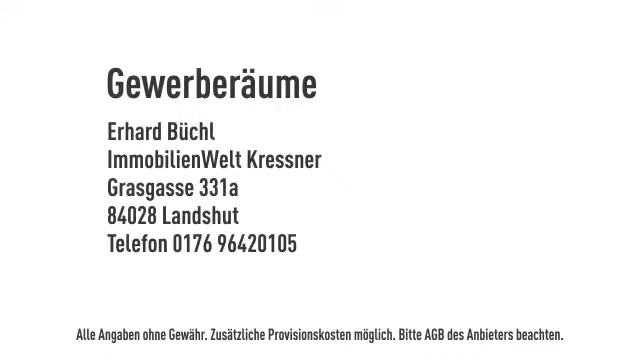 Gewerberäume
Erhard Büchl
ImmobilienWelt Kressner
Grasgasse 331a
84028 Landshut
Telefon 0176 96420105
Alle Angaben ohne Gewähr. Zusätzliche Provisionskosten möglich. Bitte AGB des Anbieters beachten.